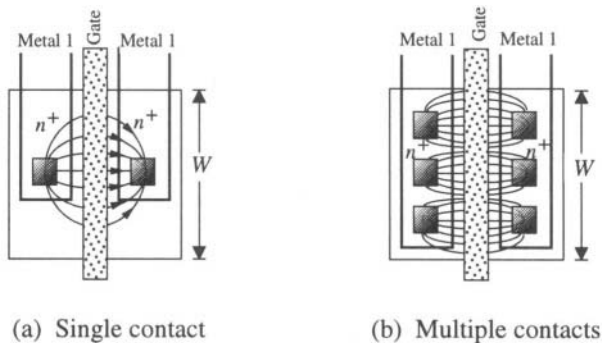 Metal 1
Gate
Metal 1
n+
n+
W
(a) Single contact
Metal 1
Gate
Metal 1
n+
n+
W
(b) Multiple contacts